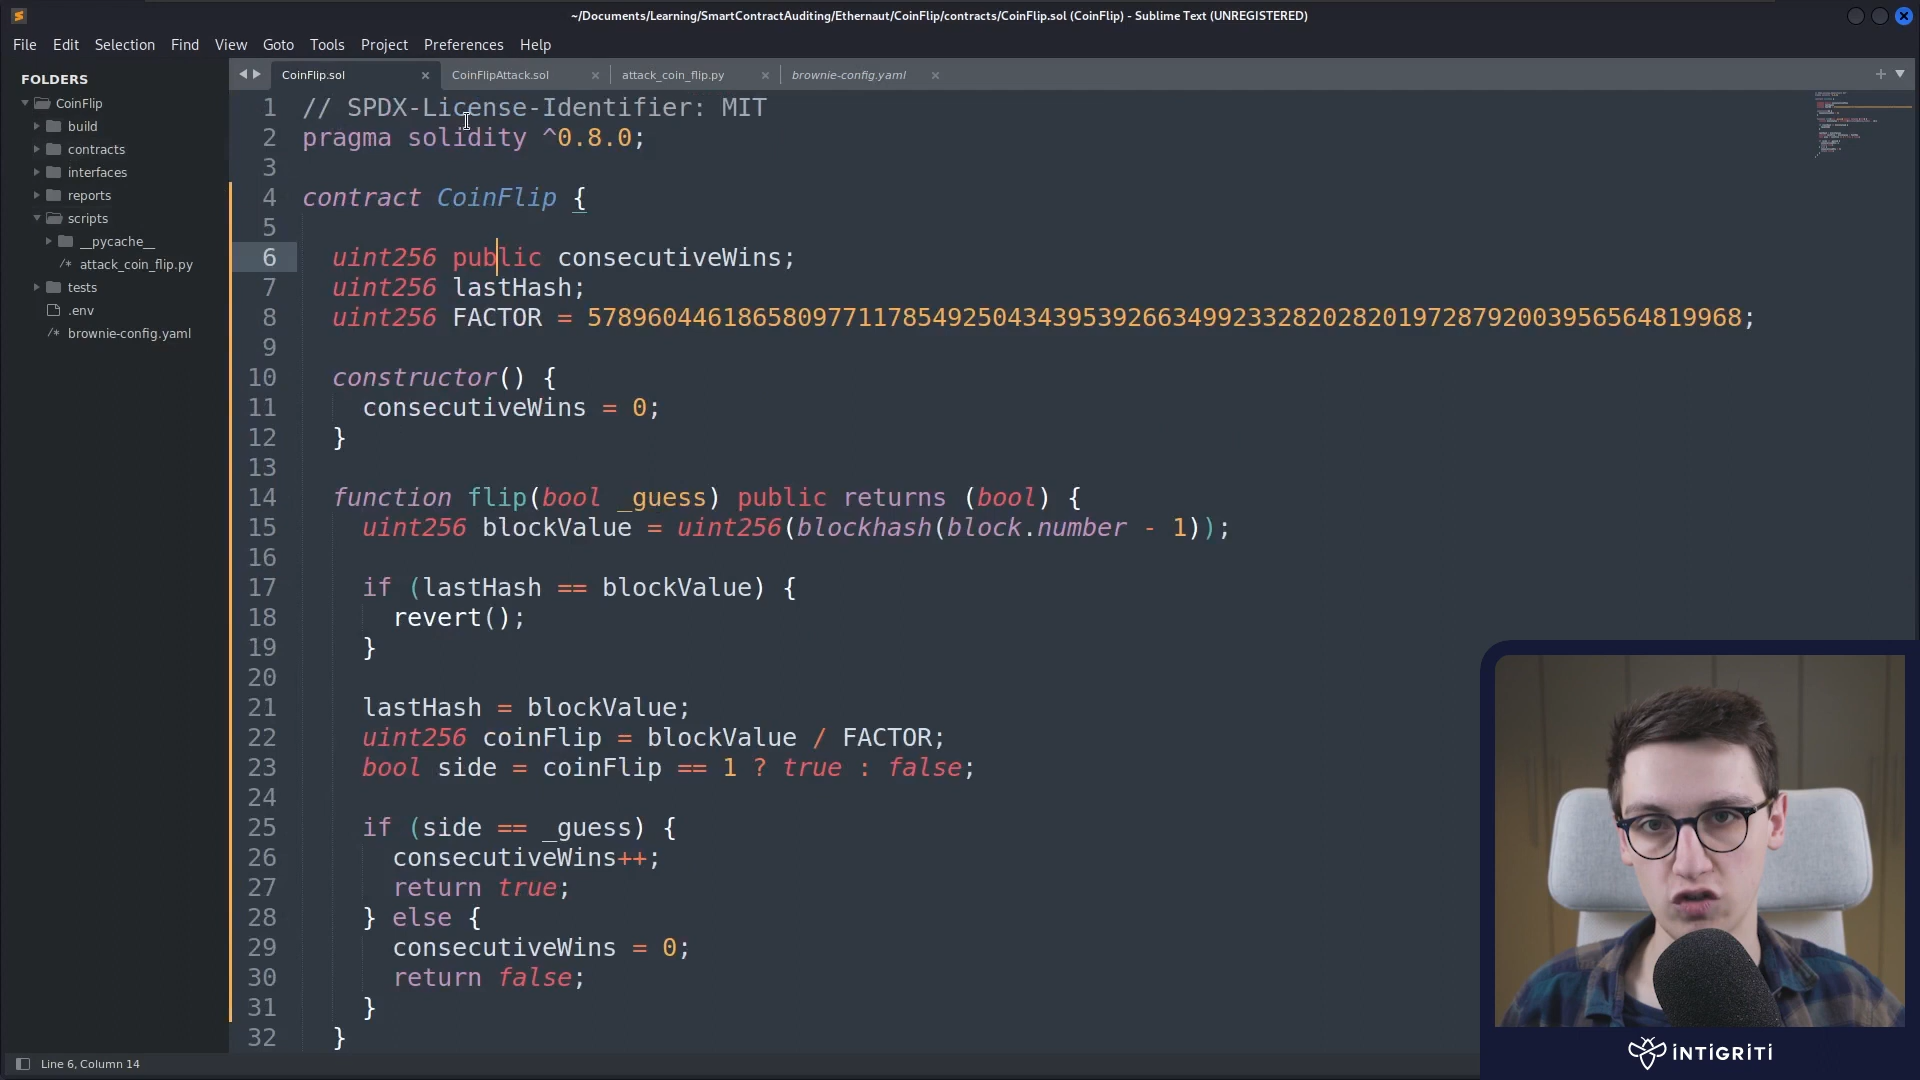 ~/Documents/Learning/SmartContractAuditing/Ethernaut/CoinFlip/contracts/CoinFlip.sol (CoinFlip) - Sublime Text (UNREGISTERED)
File Edit Selection Find View Goto Tools Project Preferences Help
FOLDERS
CoinFlip
build
contracts
interfaces
reports
scripts
__pycache__
/* attack_coin_flip.py
tests
.env
/* brownie-config.yaml
CoinFlip.sol CoinFlipAttack.sol attack_coin_flip.py brownie-config.yaml
1 // SPDX-License-Identifier: MIT
2 pragma solidity ^0.8.0;
3
4 contract CoinFlip {
5
6 uint256 public consecutiveWins;
7 uint256 lastHash;
8 uint256 FACTOR = 57896044618658097711785492504343953926634992332820282019728792003956564819968;
9
10 constructor() {
11 consecutiveWins = 0;
12 }
13
14 function flip(bool _guess) public returns (bool) {
15 uint256 blockValue = uint256(blockhash(block.number - 1));
16
17 if (lastHash == blockValue) {
18 revert();
19 }
20
21 lastHash = blockValue;
22 uint256 coinFlip = blockValue / FACTOR;
23 bool side = coinFlip == 1 ? true : false;
24
25 if (side == _guess) {
26 consecutiveWins++;
27 return true;
28 } else {
29 consecutiveWins = 0;
30 return false;
31 }
32 }
Line 6, Column 14
INTIGRITI